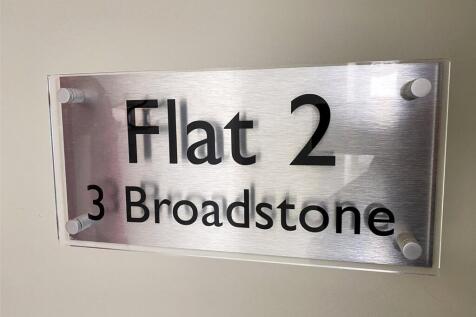 Flat 2
3 Broadstone